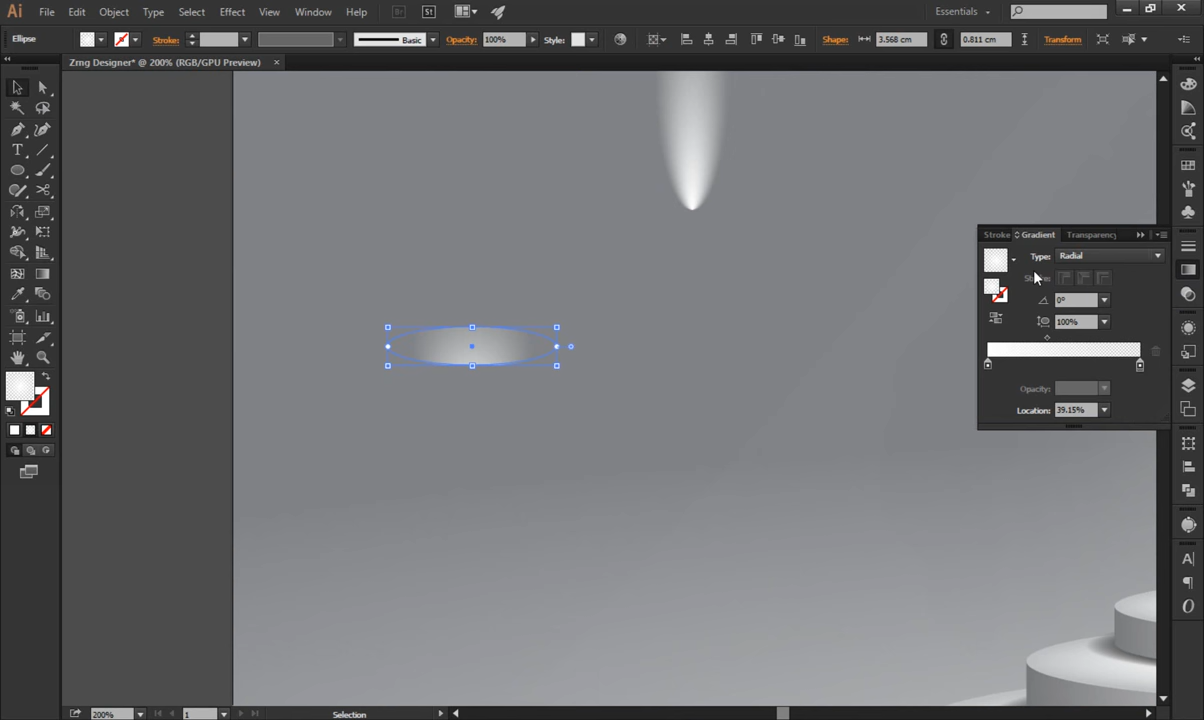 Ai File Edit Object Type Select Effect View Window Help Br St Essentials
Ellipse Stroke: Basic Opacity: 100% Style: Shape: 3.568 cm 0.811 cm Transform
Zrng Designer* @ 200% (RGB/GPU Preview) ×
Stroke Gradient Transparency
Type: Radial
0°
100%
Opacity:
Location: 39.15%
200% 1 Selection